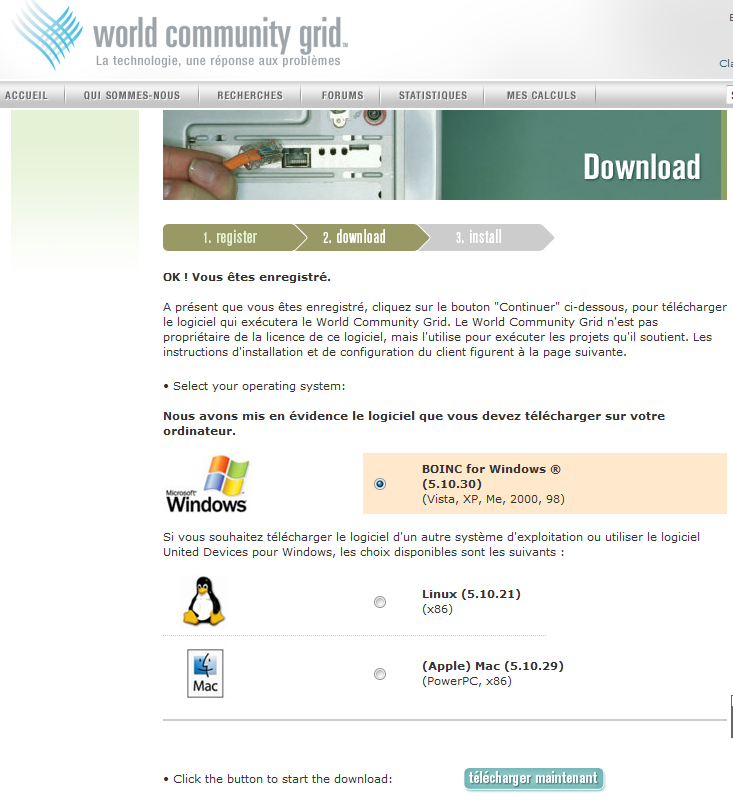 world community grid™
La technologie, une réponse aux problèmes
ACCUEIL QUI SOMMES-NOUS RECHERCHES FORUMS STATISTIQUES MES CALCULS
Download
1. register 2. download 3. install
OK ! Vous êtes enregistré.
A présent que vous êtes enregistré, cliquez sur le bouton "Continuer" ci-dessous, pour télécharger
le logiciel qui exécutera le World Community Grid. Le World Community Grid n'est pas
propriétaire de la licence de ce logiciel, mais l'utilise pour exécuter les projets qu'il soutient. Les
instructions d'installation et de configuration du client figurent à la page suivante.
• Select your operating system:
Nous avons mis en évidence le logiciel que vous devez télécharger sur votre
ordinateur.
Microsoft®
Windows
BOINC for Windows ®
(5.10.30)
(Vista, XP, Me, 2000, 98)
Si vous souhaitez télécharger le logiciel d'un autre système d'exploitation ou utiliser le logiciel
United Devices pour Windows, les choix disponibles sont les suivants :
Linux (5.10.21)
(x86)
Mac
(Apple) Mac (5.10.29)
(PowerPC, x86)
• Click the button to start the download: télécharger maintenant